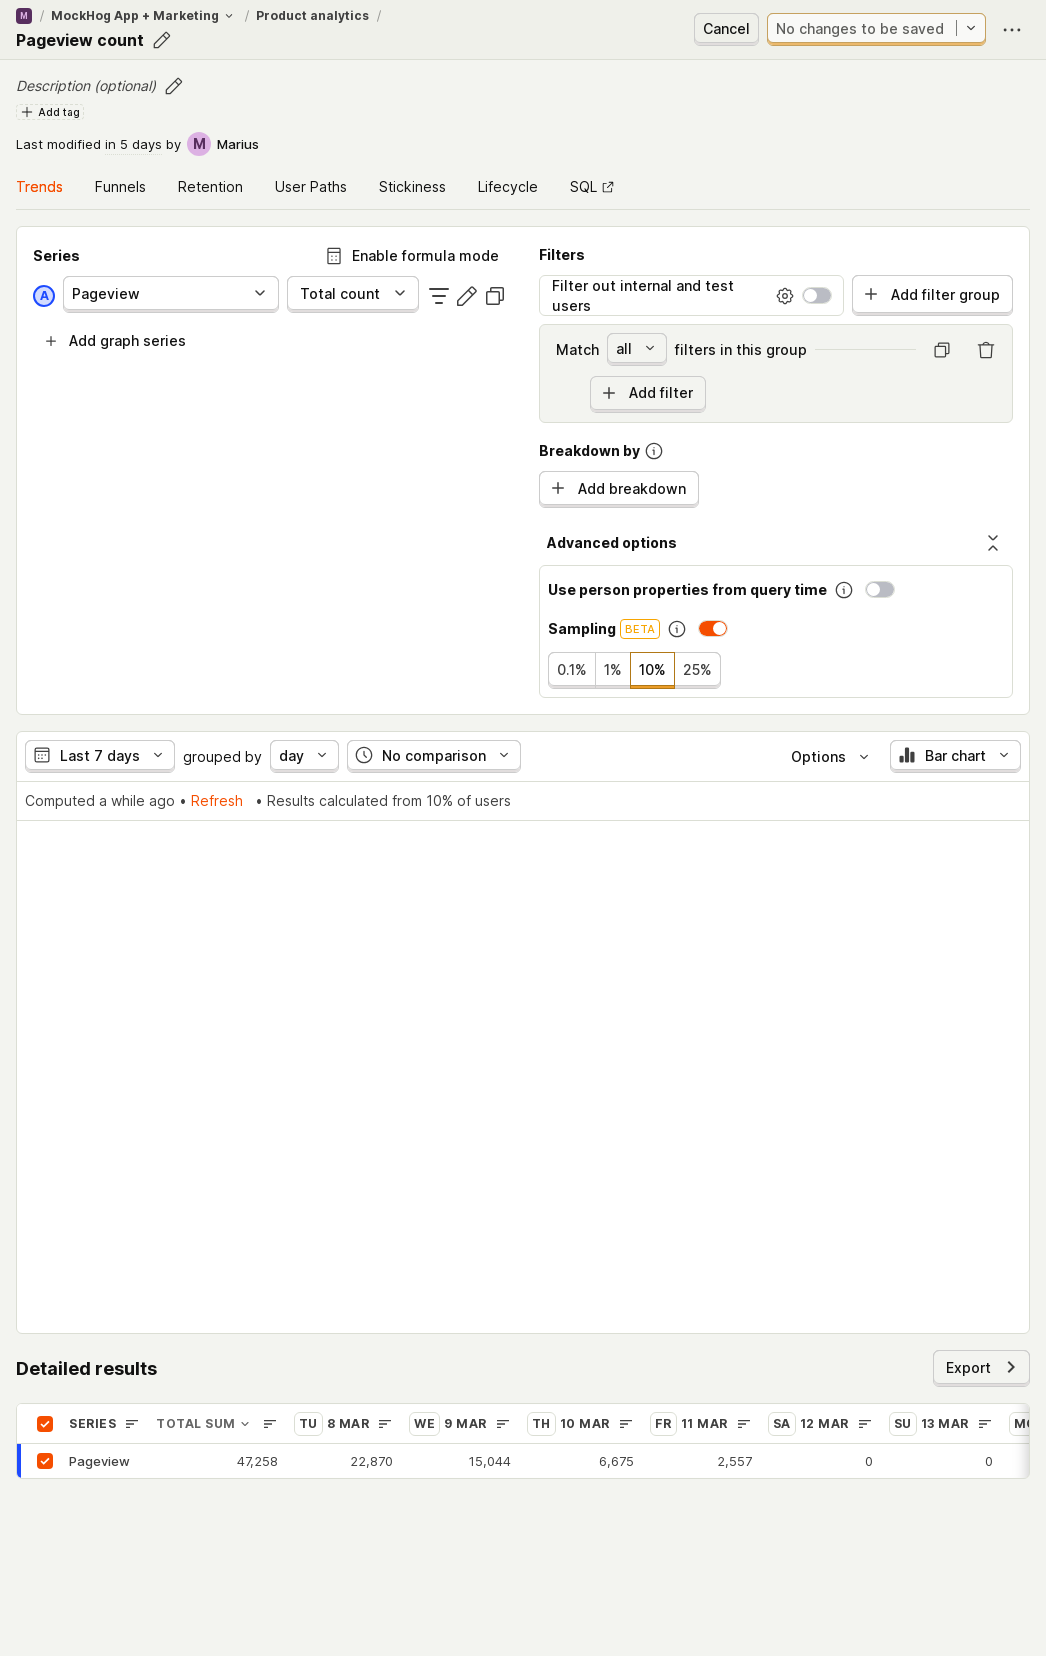 M / MockHog App + Marketing / Product analytics /
Pageview count
Cancel
No changes to be saved
Description (optional)
Add tag
Last modified in 5 days by M Marius
Trends Funnels Retention User Paths Stickiness Lifecycle SQL
Series
Enable formula mode
A Pageview Total count
Add graph series
Filters
Filter out internal and test users
Add filter group
Match all filters in this group
Add filter
Breakdown by
Add breakdown
Advanced options
Use person properties from query time
Sampling BETA
0.1% 1% 10% 25%
Last 7 days grouped by day No comparison Options Bar chart
Computed a while ago • Refresh • Results calculated from 10% of users
Detailed results
Export
SERIES TOTAL SUM TU 8 MAR WE 9 MAR TH 10 MAR FR 11 MAR SA 12 MAR SU 13 MAR
Pageview 47,258 22,870 15,044 6,675 2,557 0 0